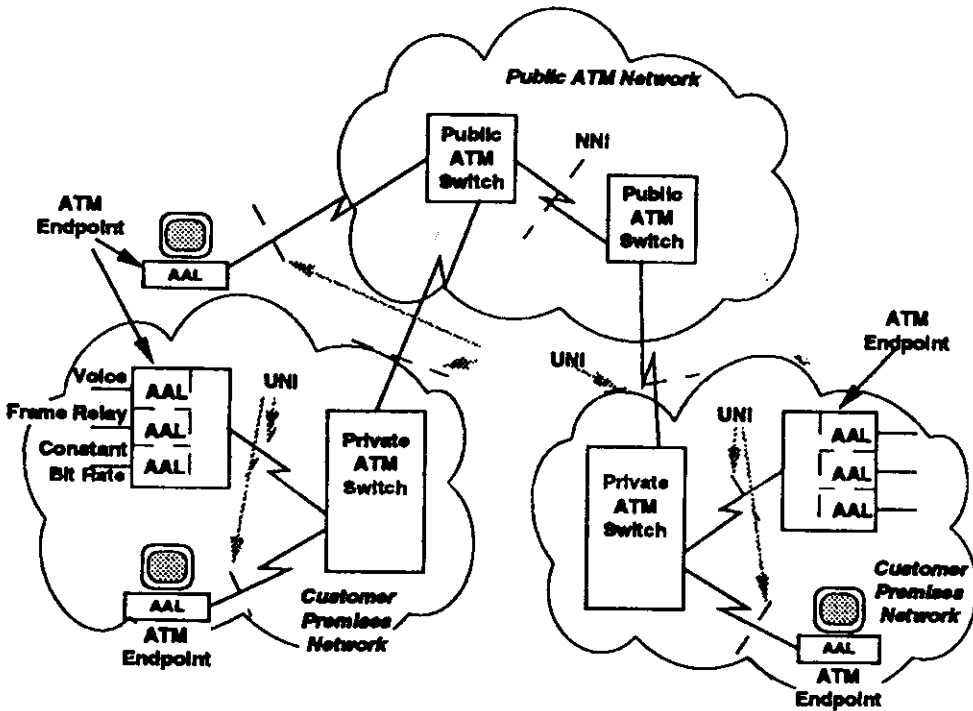 Public ATM Network
Public
ATM
Switch
NNI
Public
ATM
Switch
ATM
Endpoint
AAL
ATM
Endpoint
Voice
AAL
UNI
UNI
Frame Relay
AAL
Constant
Bit Rate
AAL
Private
ATM
Switch
UNI
AAL
AAL
AAL
Private
ATM
Switch
AAL
ATM
Endpoint
Customer
Premises
Network
Customer
Premises
Network
AAL
ATM
Endpoint